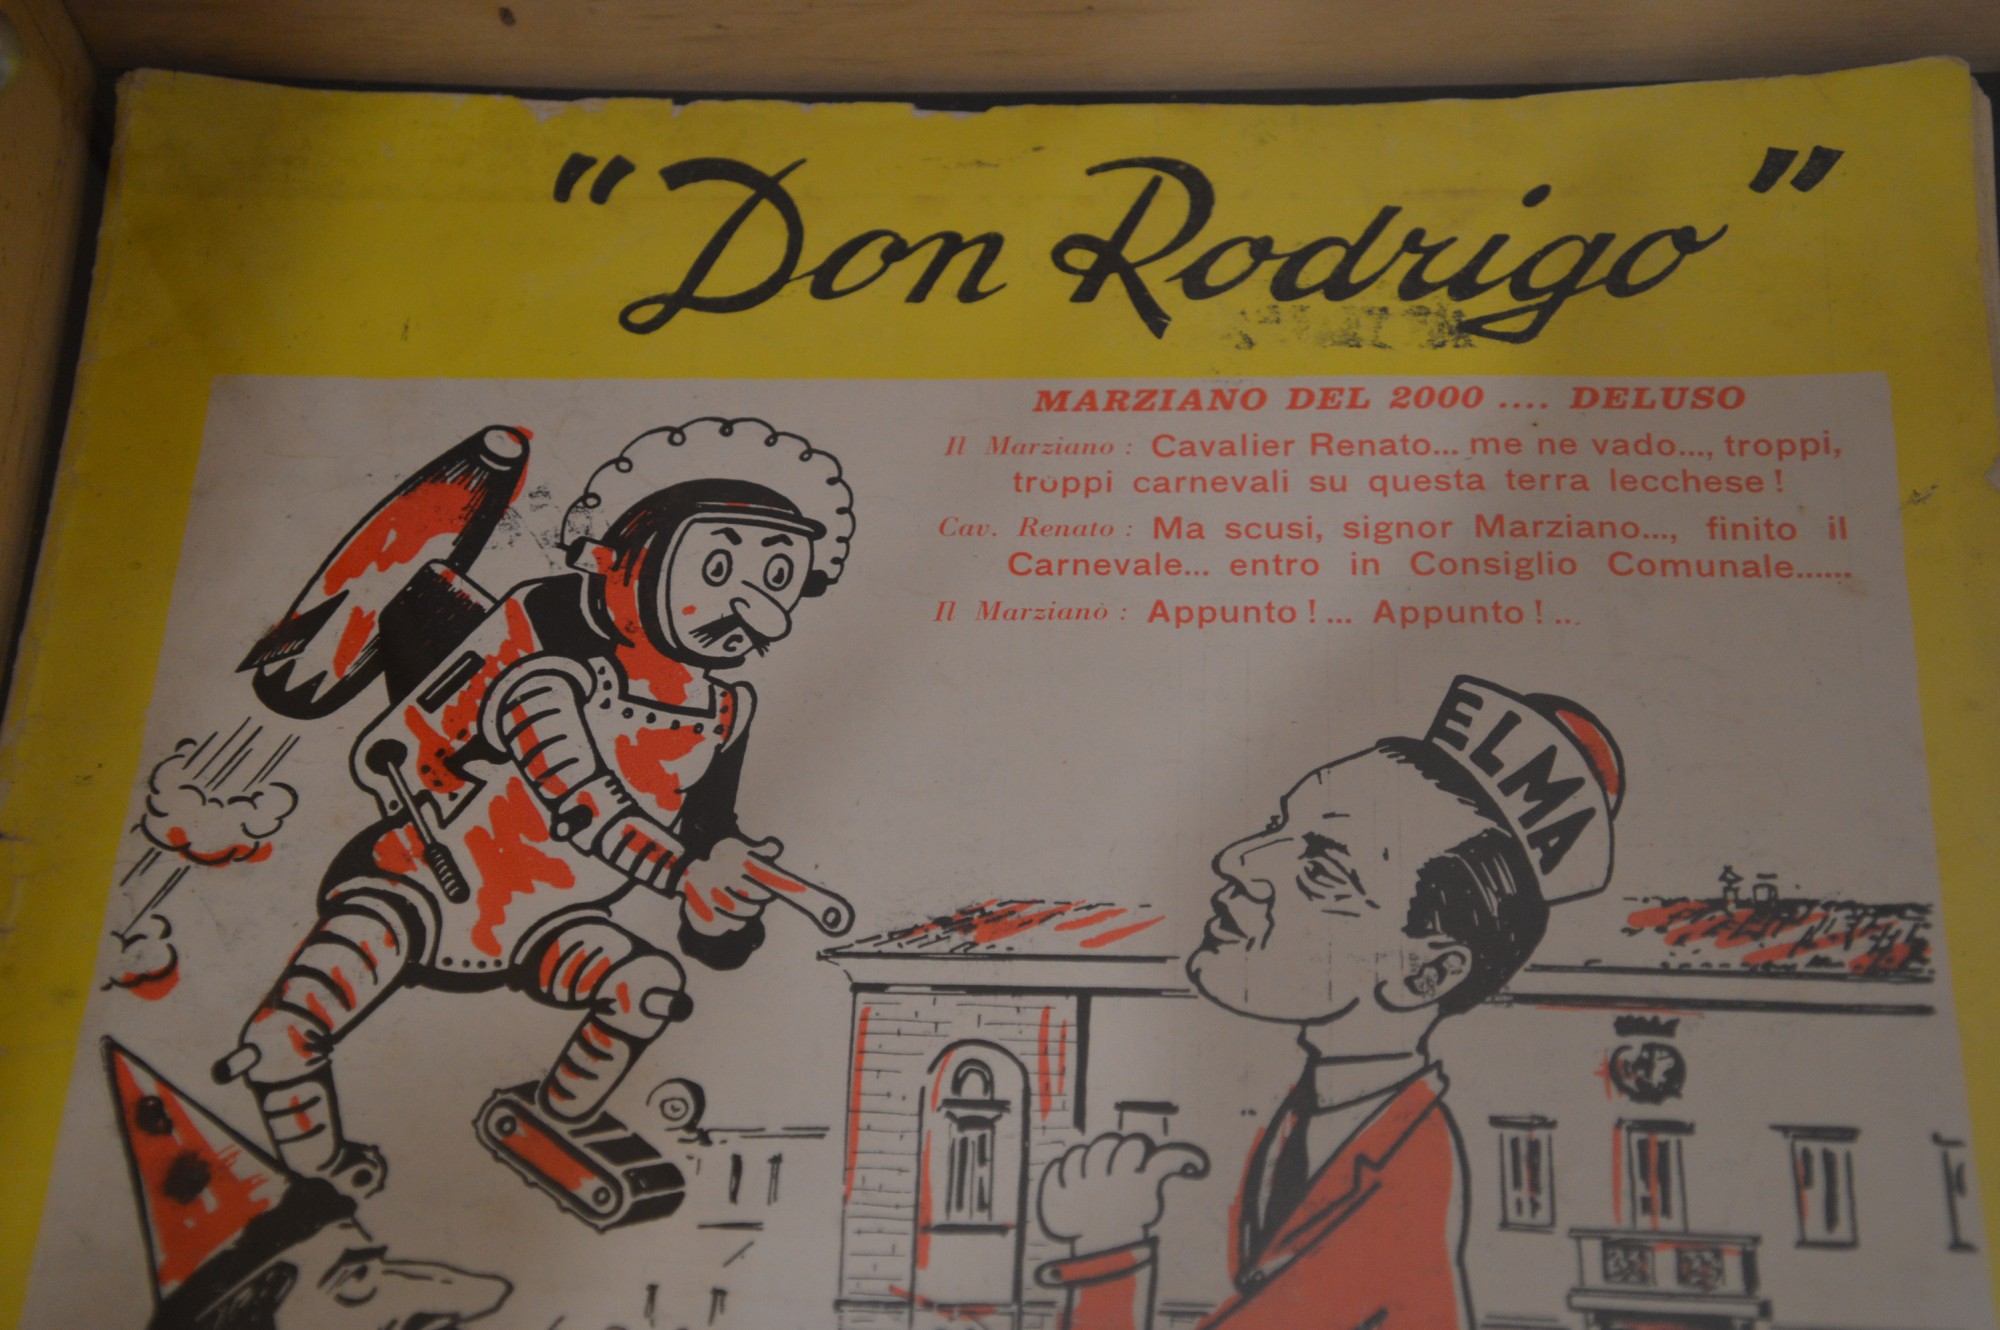 "Don Rodrigo"
MARZIANO DEL 2000 .... DELUSO
Il Marziano : Cavalier Renato... me ne vado..., troppi,
troppi carnevali su questa terra lecchese !
Cav. Renato : Ma scusi, signor Marziano..., finito il
Carnevale... entro in Consiglio Comunale......
Il Marziano : Appunto ! ... Appunto ! ...
ELMA